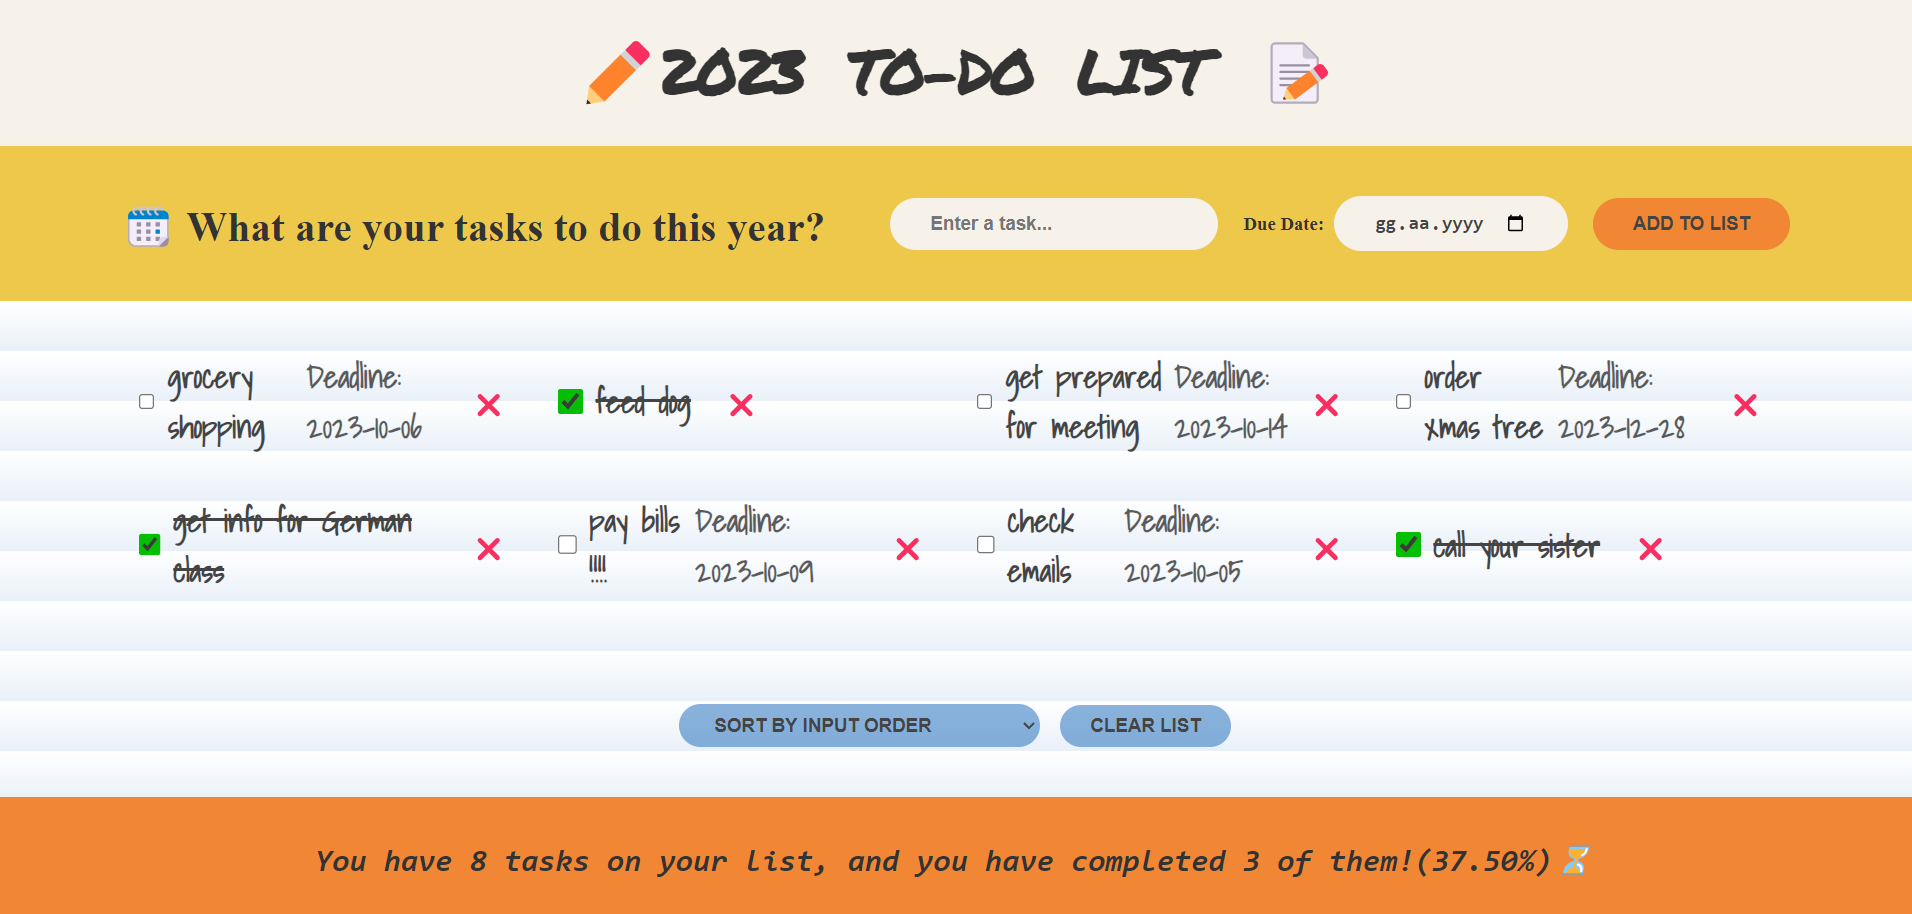 2023 TO-DO LIST
What are your tasks to do this year?
Enter a task...
Due Date:
gg.aa.yyyy
ADD TO LIST
grocery
shopping
Deadline:
2023-10-06
feed dog
get prepared
for meeting
Deadline:
2023-10-14
order
Xmas tree
Deadline:
2023-12-28
get info for German
class
pay bills
!!!!
Deadline:
2023-10-09
check
emails
Deadline:
2023-10-05
call your sister
SORT BY INPUT ORDER
CLEAR LIST
You have 8 tasks on your list, and you have completed 3 of them!(37.50%)